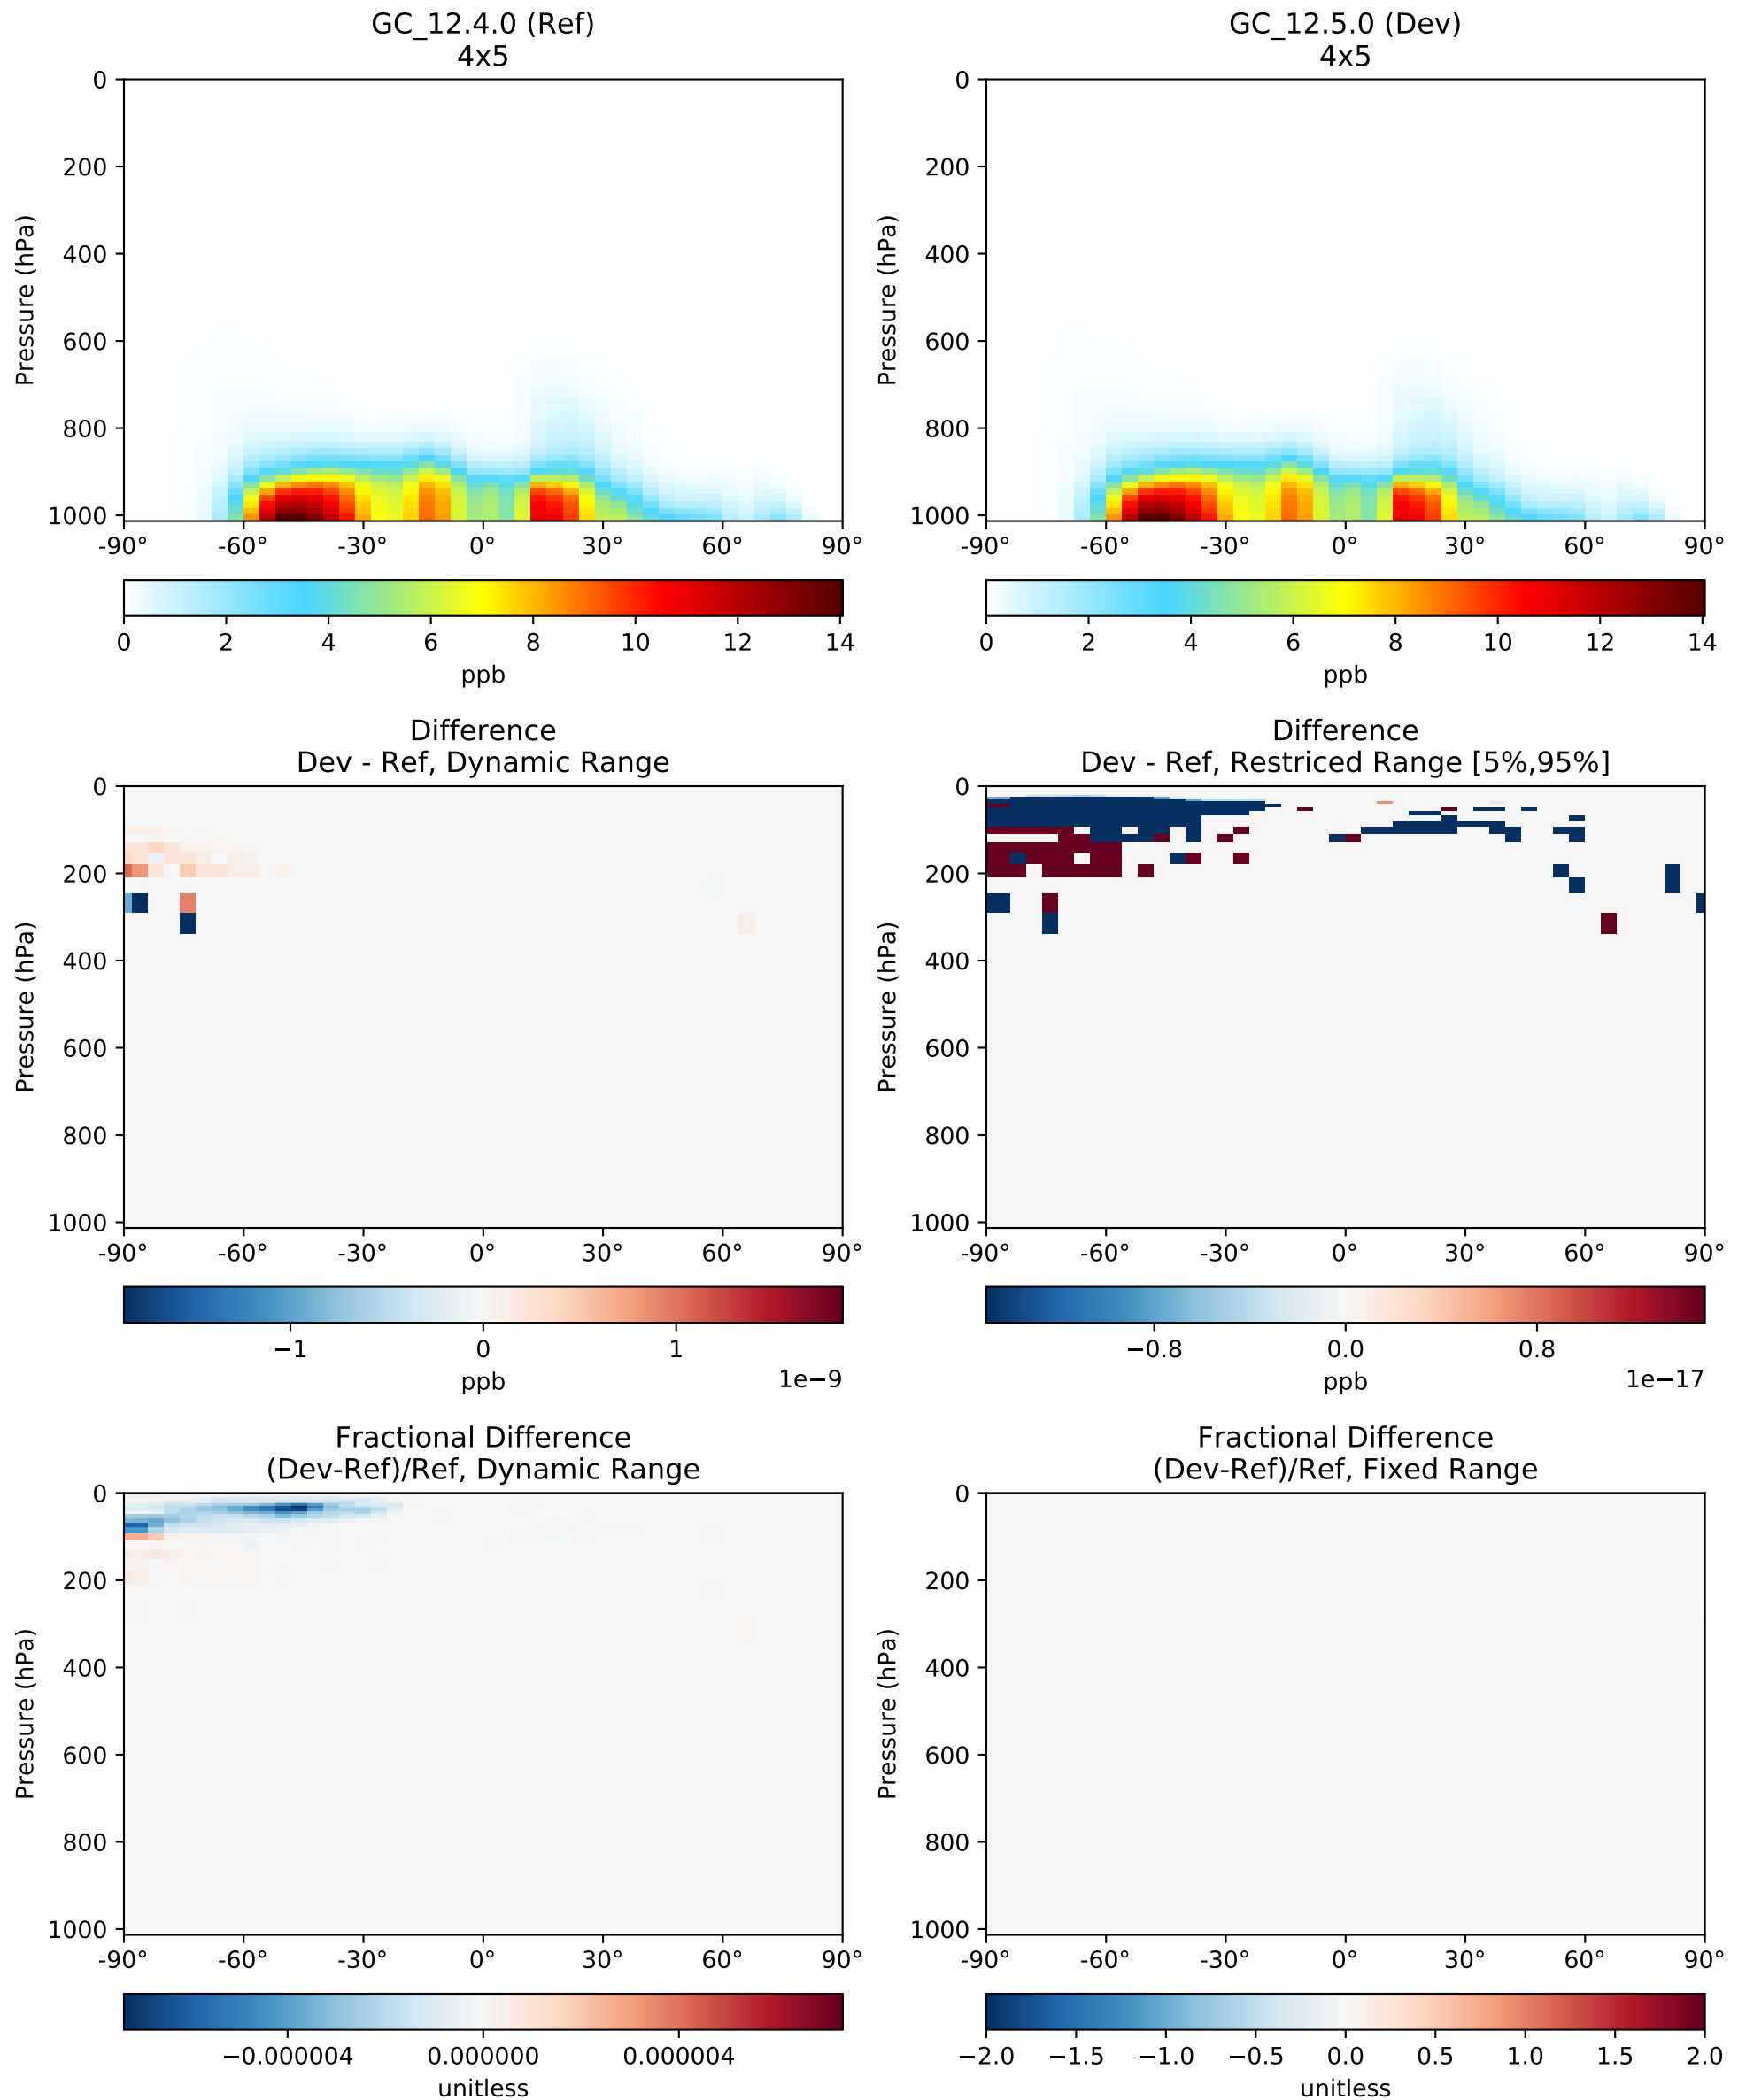 GC_12.4.0 (Ref)
4x5
GC_12.5.0 (Dev)
4x5
0
200
400
600
800
1000
Pressure (hPa)
-90° -60° -30° 0° 30° 60° 90°
0 2 4 6 8 10 12 14
ppb
0
200
400
600
800
1000
Pressure (hPa)
-90° -60° -30° 0° 30° 60° 90°
0 2 4 6 8 10 12 14
ppb
Difference
Dev - Ref, Dynamic Range
0
200
400
600
800
1000
Pressure (hPa)
-90° -60° -30° 0° 30° 60° 90°
−1 0 1
ppb
1e−9
Difference
Dev - Ref, Restriced Range [5%,95%]
0
200
400
600
800
1000
Pressure (hPa)
-90° -60° -30° 0° 30° 60° 90°
−0.8 0.0 0.8
ppb
1e−17
Fractional Difference
(Dev-Ref)/Ref, Dynamic Range
0
200
400
600
800
1000
Pressure (hPa)
-90° -60° -30° 0° 30° 60° 90°
−0.000004 0.000000 0.000004
unitless
Fractional Difference
(Dev-Ref)/Ref, Fixed Range
0
200
400
600
800
1000
Pressure (hPa)
-90° -60° -30° 0° 30° 60° 90°
−2.0 −1.5 −1.0 −0.5 0.0 0.5 1.0 1.5 2.0
unitless